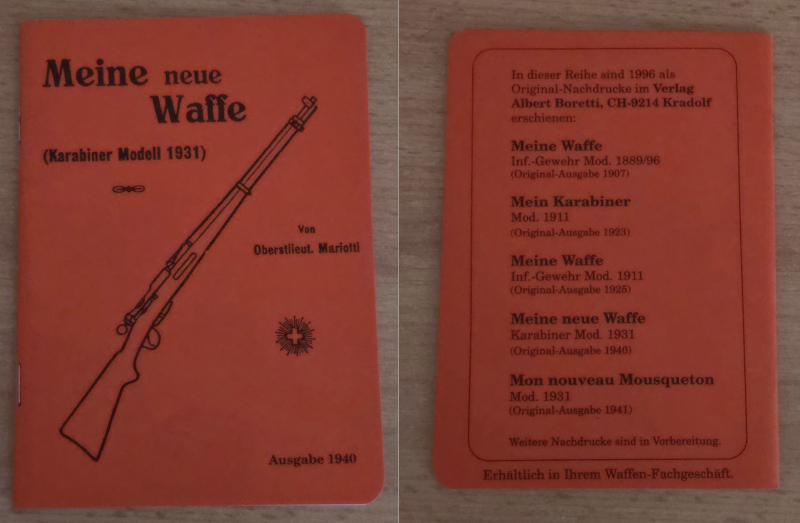 Meine neue
Waffe
(Karabiner Modell 1931)
Von
Oberstlieut. Mariotti
Ausgabe 1940
In dieser Reihe sind 1996 als
Original-Nachdrucke im Verlag
Albert Boretti, CH-9214 Kradolf
erschienen:
Meine Waffe
Inf.-Gewehr Mod. 1889/96
(Original-Ausgabe 1907)
Mein Karabiner
Mod. 1911
(Original-Ausgabe 1923)
Meine Waffe
Inf.-Gewehr Mod. 1911
(Original-Ausgabe 1925)
Meine neue Waffe
Karabiner Mod. 1931
(Original-Ausgabe 1940)
Mon nouveau Mousqueton
Mod. 1931
(Original-Ausgabe 1941)
Weitere Nachdrucke sind in Vorbereitung.
Erhältlich in Ihrem Waffen-Fachgeschäft.